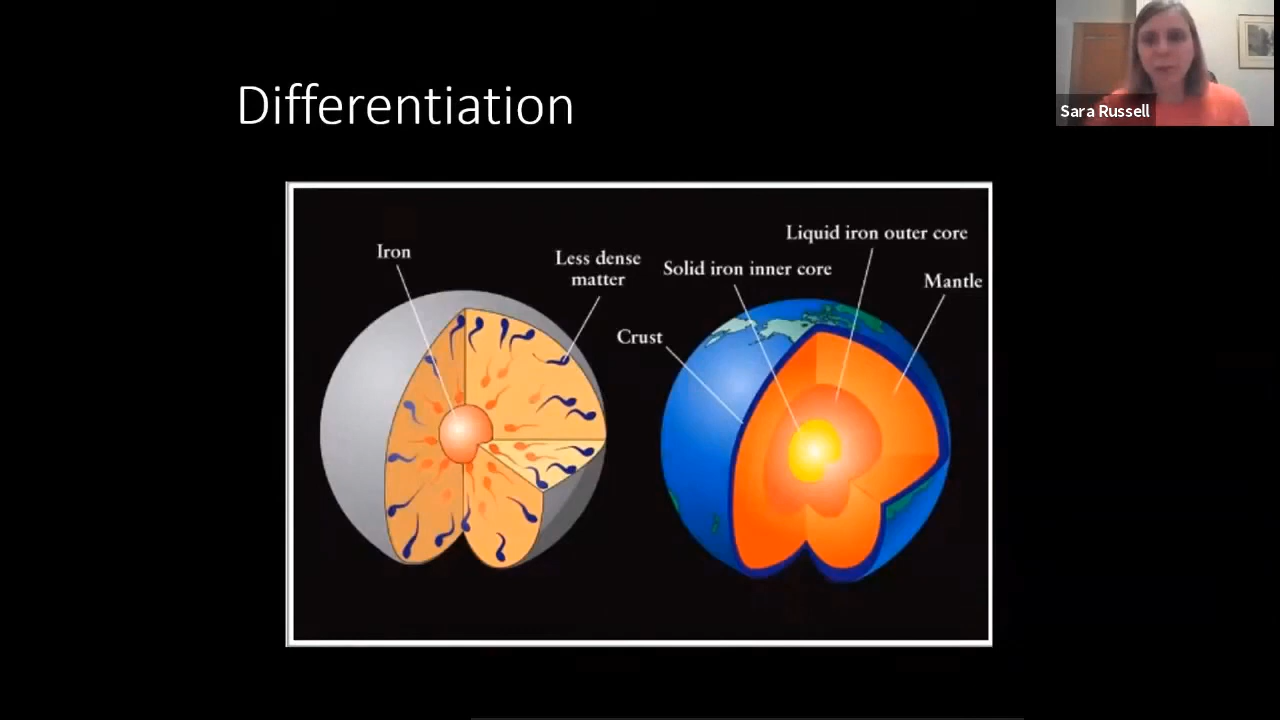 Differentiation
Sara Russell
Iron
Less dense
matter
Liquid iron outer core
Solid iron inner core
Mantle
Crust